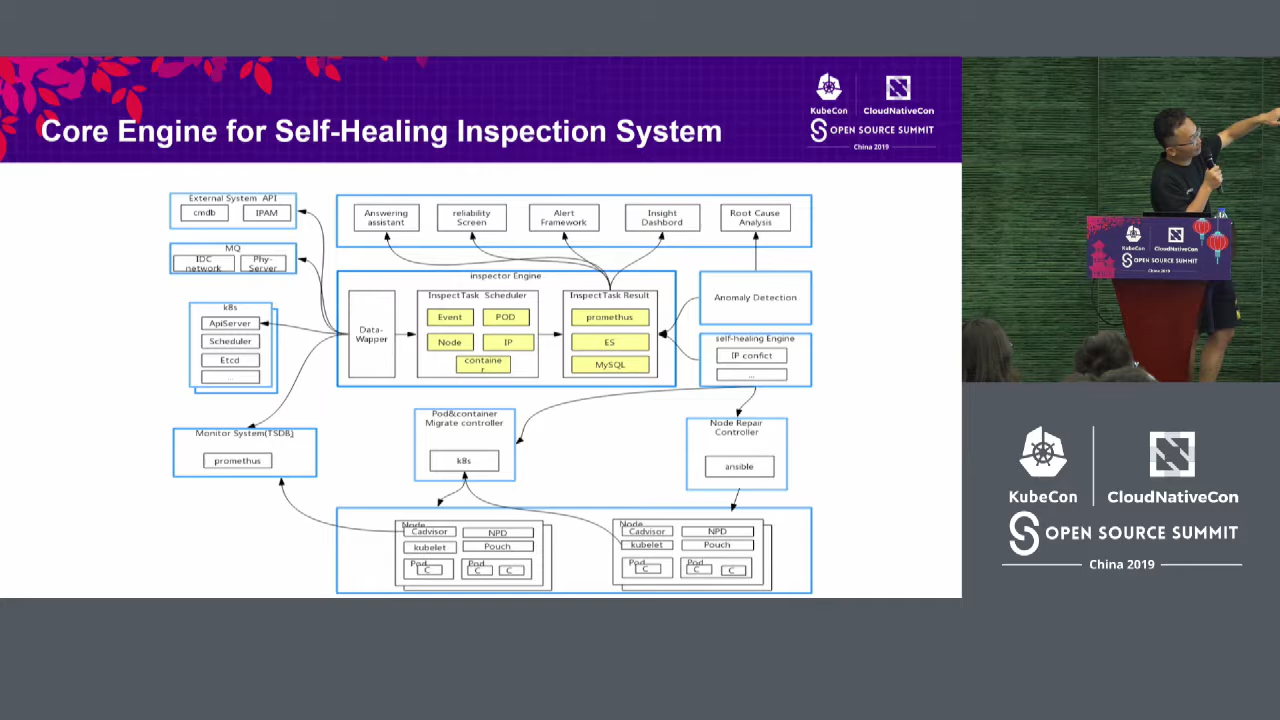 Core Engine for Self-Healing Inspection System
KubeCon
CloudNativeCon
OPEN SOURCE SUMMIT
China 2019
External System API
cmdb
IPAM
MQ
IDC
network
Phy-
Server
k8s
ApiServer
Scheduler
Etcd
...
Monitor System(TSDB)
promethus
Answering
assistant
reliability
Screen
Alert
Framework
Insight
Dashbord
Root Cause
Analysis
inspector Engine
Data-
Wapper
InspectTask Scheduler
Event
POD
Node
IP
containe
r
InspectTask Result
promethus
ES
MySQL
Anomaly Detection
self-healing Engine
IP confict
...
Pod&container
Migrate controller
k8s
Node Repair
Controller
ansible
Node
Cadvisor
NPD
kubelet
Pouch
Pod
C
Pod
C
C
Node
Cadvisor
NPD
kubelet
Pouch
Pod
C
Pod
C
C
KubeCon
CloudNativeCon
OPEN SOURCE SUMMIT
China 2019
KubeCon
CloudNativeCon
OPEN SOURCE SUMMIT
China 2019